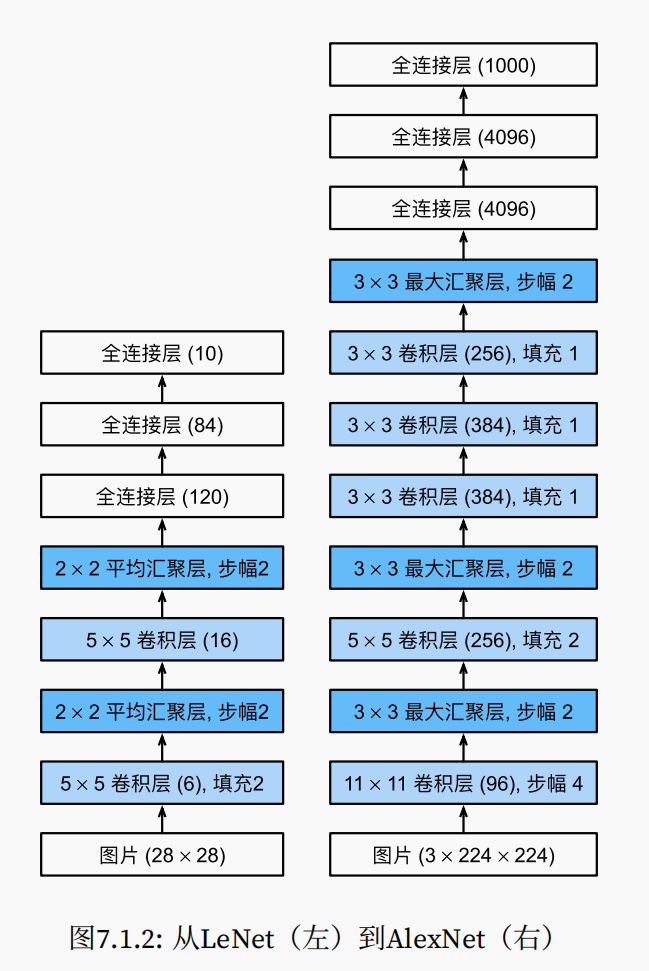 全连接层 (10)
全连接层 (84)
全连接层 (120)
2 × 2 平均汇聚层, 步幅2
5 × 5 卷积层 (16)
2 × 2 平均汇聚层, 步幅2
5 × 5 卷积层 (6), 填充2
图片 (28 × 28)
全连接层 (1000)
全连接层 (4096)
全连接层 (4096)
3 × 3 最大汇聚层, 步幅 2
3 × 3 卷积层 (256), 填充 1
3 × 3 卷积层 (384), 填充 1
3 × 3 卷积层 (384), 填充 1
3 × 3 最大汇聚层, 步幅 2
5 × 5 卷积层 (256), 填充 2
3 × 3 最大汇聚层, 步幅 2
11 × 11 卷积层 (96), 步幅 4
图片 (3 × 224 × 224)
图7.1.2: 从LeNet（左）到AlexNet（右）